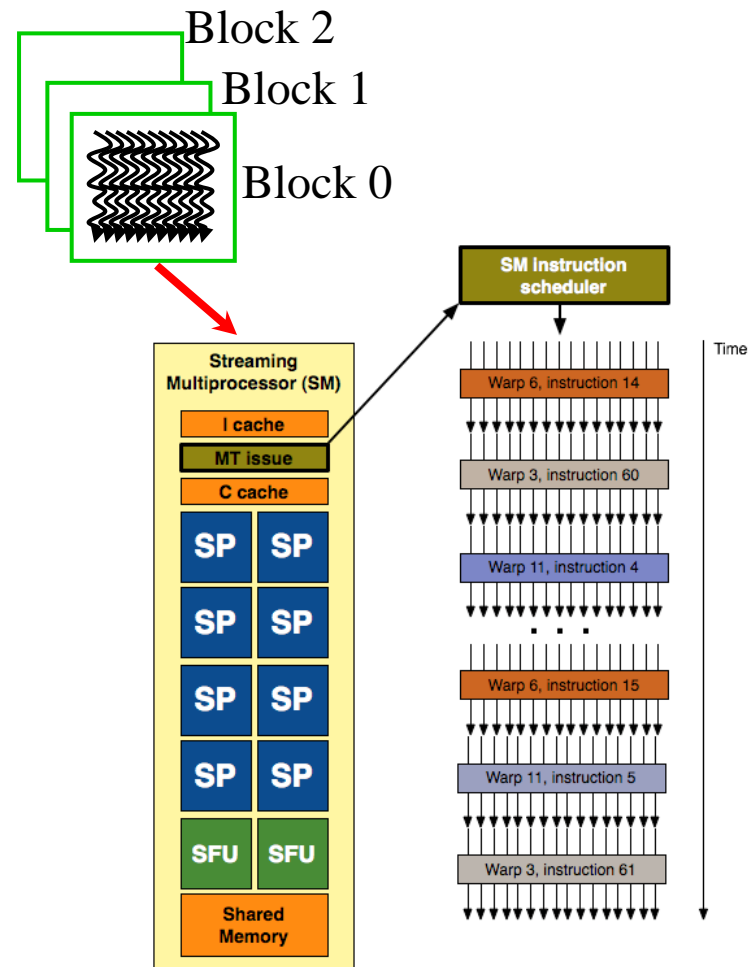 Block 2
Block 1
Block 0
SM instruction
scheduler
Time
Streaming
Multiprocessor (SM)
I cache
MT issue
C cache
SP SP
SP SP
SP SP
SP SP
SFU SFU
Shared
Memory
Warp 6, instruction 14
Warp 3, instruction 60
Warp 11, instruction 4
. . .
Warp 6, instruction 15
Warp 11, instruction 5
Warp 3, instruction 61